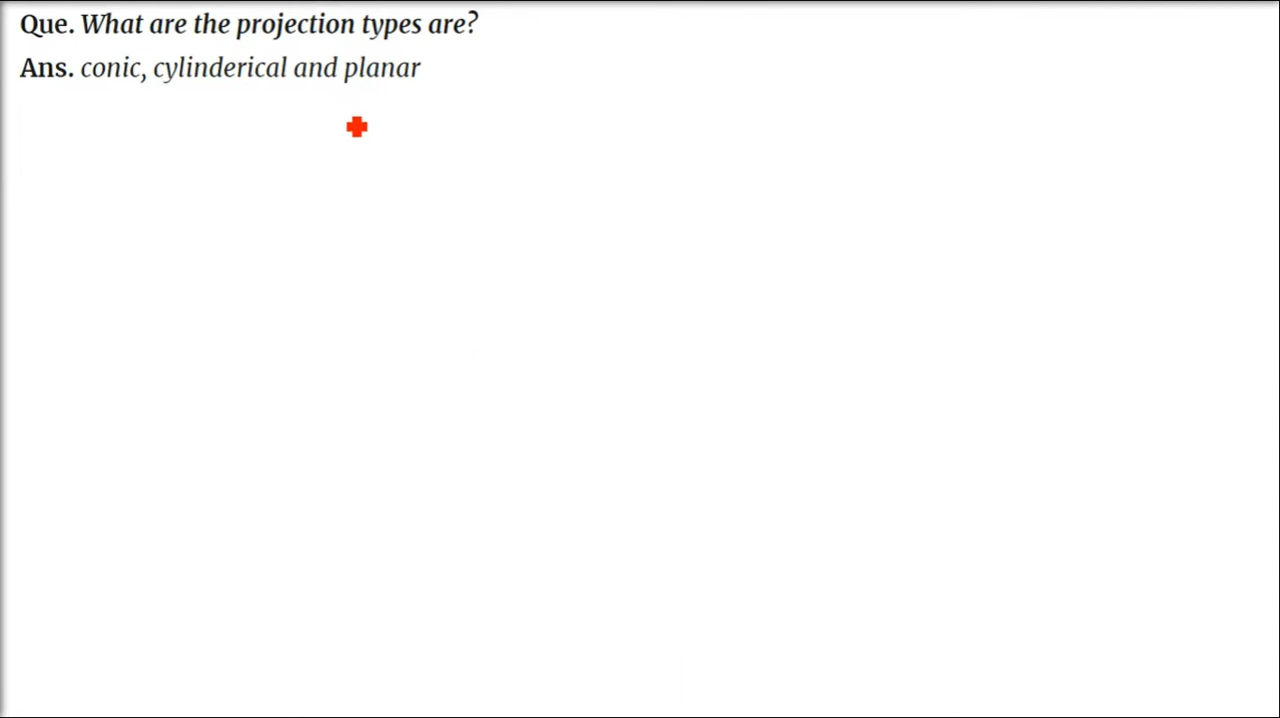 Que. What are the projection types are?
Ans. conic, cylinderical and planar